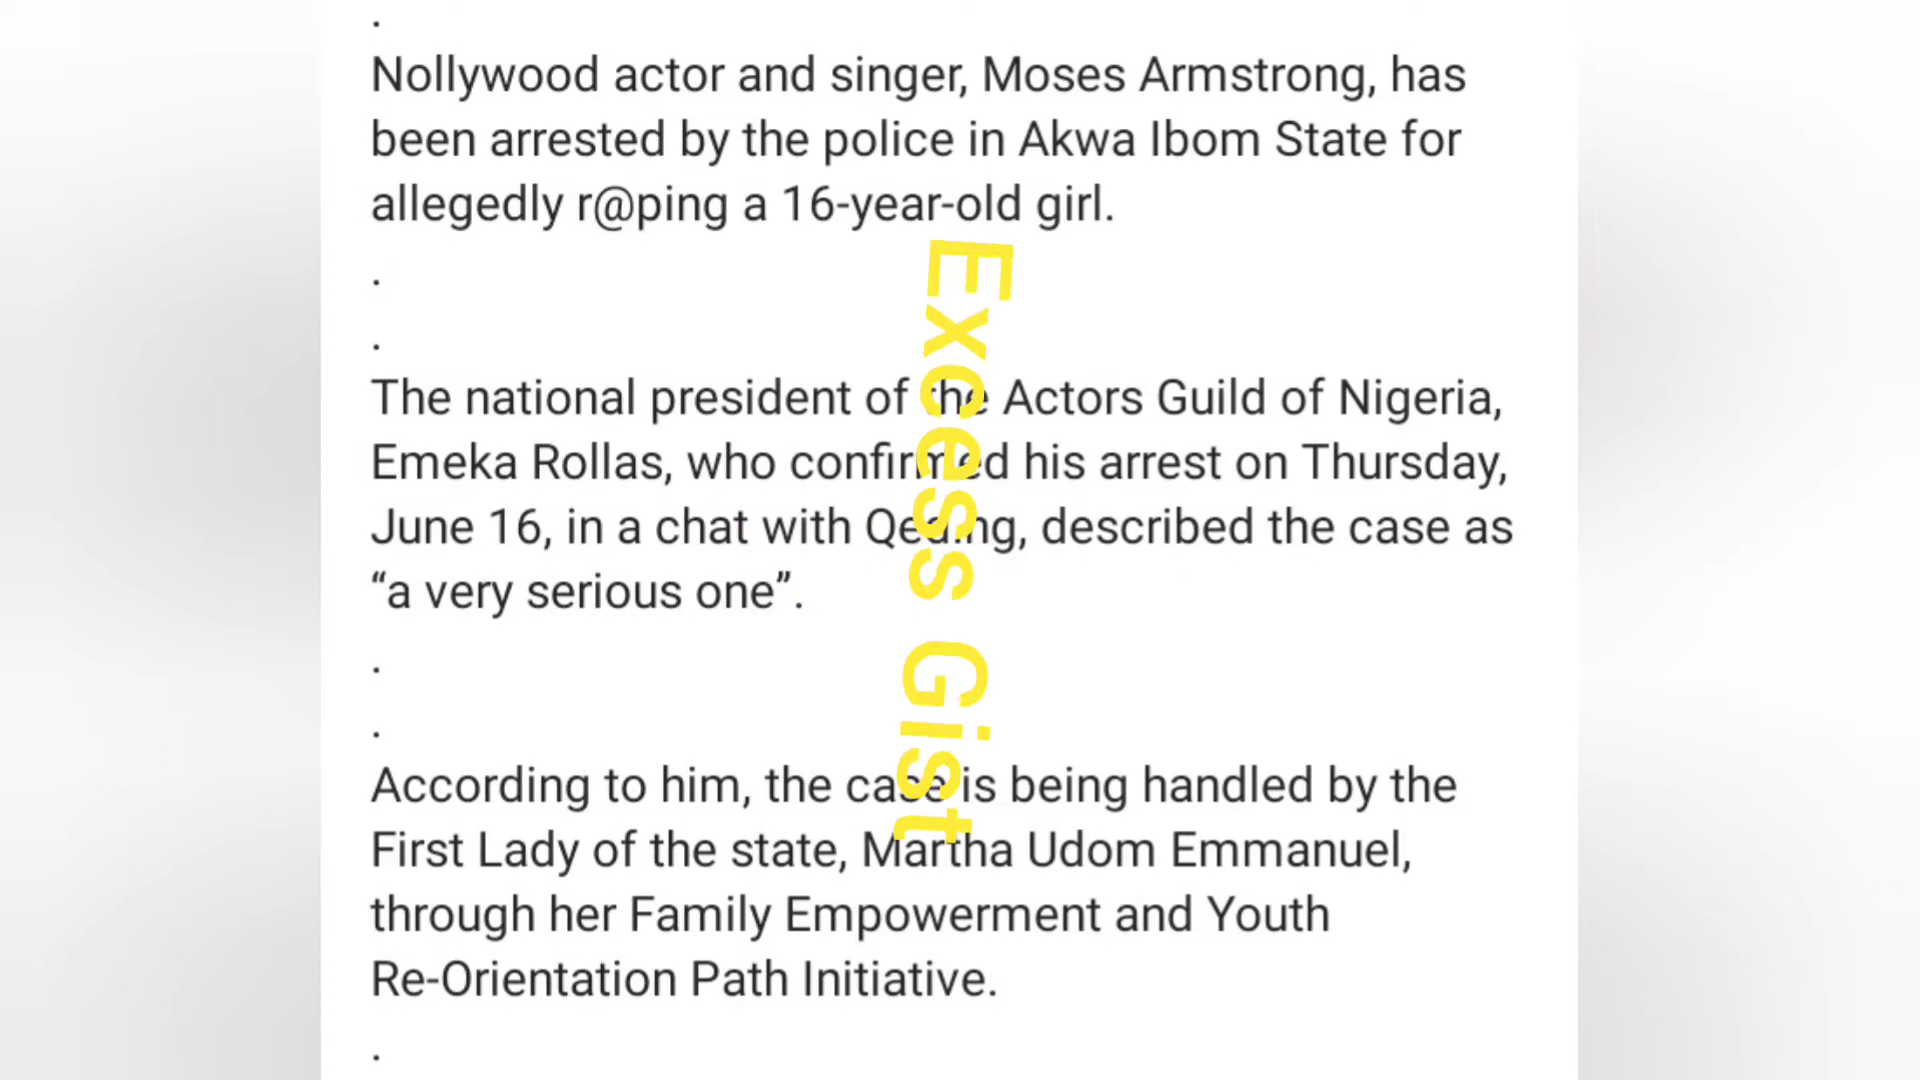 .
Nollywood actor and singer, Moses Armstrong, has
been arrested by the police in Akwa Ibom State for
allegedly r@ping a 16-year-old girl.
.
.
The national president of the Actors Guild of Nigeria,
Emeka Rollas, who confirmed his arrest on Thursday,
June 16, in a chat with Qed.ng, described the case as
“a very serious one”.
.
.
According to him, the case is being handled by the
First Lady of the state, Martha Udom Emmanuel,
through her Family Empowerment and Youth
Re-Orientation Path Initiative.
.
Excess Gist